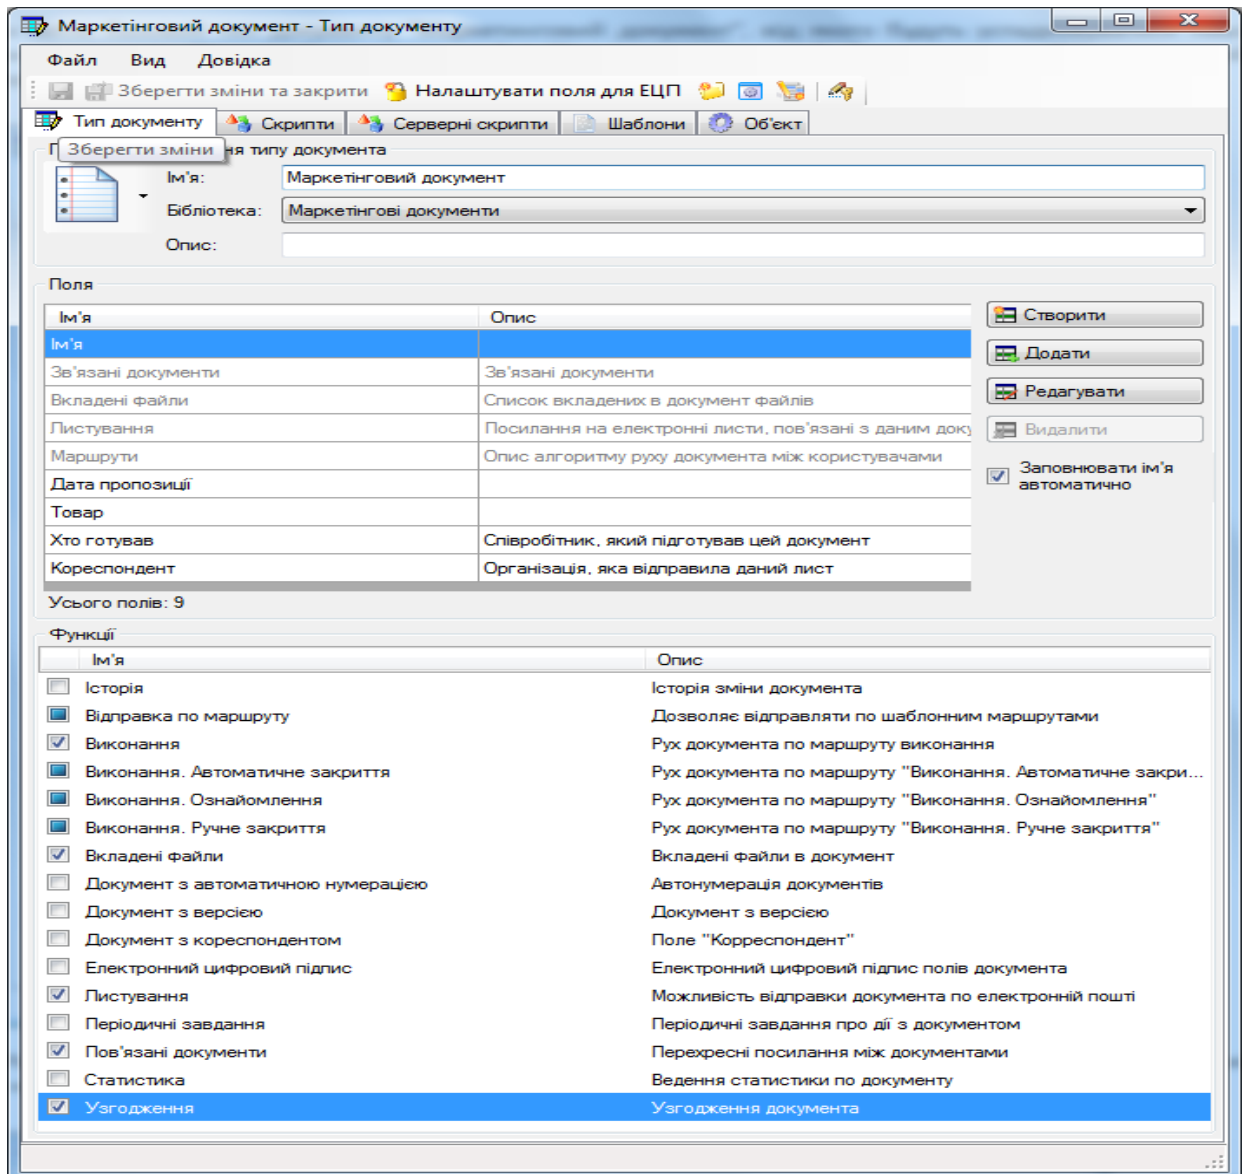 Маркетінговий документ - Тип документу
Файл Вид Довідка
Зберегти зміни та закрити Налаштувати поля для ЕЦП
Тип документу Скрипти Серверні скрипти Шаблони Об'єкт
Зберегти зміни ня типу документа
Ім'я: Маркетінговий документ
Бібліотека: Маркетінгові документи
Опис:
Поля
Ім'я Опис
Ім'я
Зв'язані документи Зв'язані документи
Вкладені файли Список вкладених в документ файлів
Листування Посилання на електронні листи, пов'язані з даним доку
Маршрути Опис алгоритму руху документа між користувачами
Дата пропозиції
Товар
Хто готував Співробітник, який підготував цей документ
Кореспондент Організація, яка відправила даний лист
Створити
Додати
Редагувати
Видалити
Заповнювати ім'я
автоматично
Усього полів: 9
Функції
Ім'я Опис
Історія Історія зміни документа
Відправка по маршруту Дозволяє відправляти по шаблонним маршрутами
Виконання Рух документа по маршруту виконання
Виконання. Автоматичне закриття Рух документа по маршруту "Виконання. Автоматичне закри...
Виконання. Ознайомлення Рух документа по маршруту "Виконання. Ознайомлення"
Виконання. Ручне закриття Рух документа по маршруту "Виконання. Ручне закриття"
Вкладені файли Вкладені файли в документ
Документ з автоматичною нумерацією Автонумерація документів
Документ з версією Документ з версією
Документ з кореспондентом Поле "Корреспондент"
Електронний цифровий підпис Електронний цифровий підпис полів документа
Листування Можливість відправки документа по електронній пошті
Періодичні завдання Періодичні завдання про дії з документом
Пов'язані документи Перехресні посилання між документами
Статистика Ведення статистики по документу
Узгодження Узгодження документа